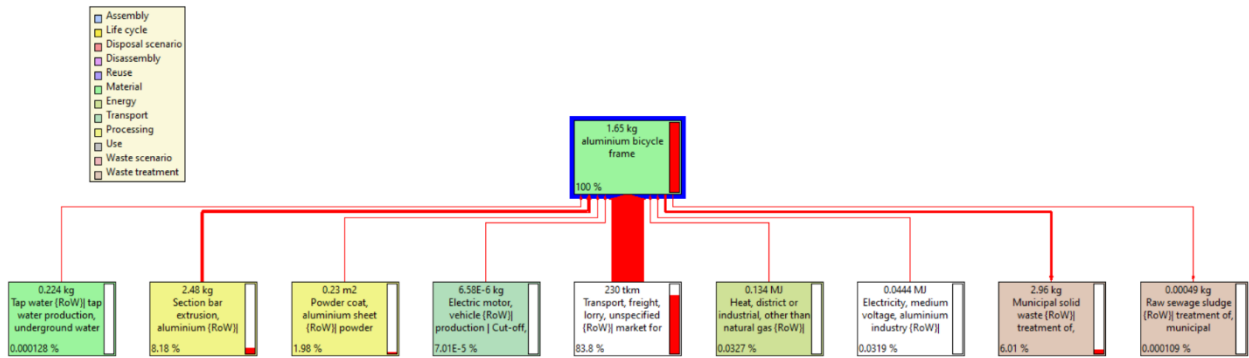 Assembly
Life cycle
Disposal scenario
Disassembly
Reuse
Material
Energy
Transport
Processing
Use
Waste scenario
Waste treatment
1.65 kg
aluminium bicycle
frame
100 %
0.224 kg
Tap water {RoW}| tap
water production,
underground water
0.000128 %
2.48 kg
Section bar
extrusion,
aluminium {RoW}|
8.18 %
0.23 m2
Powder coat,
aluminium sheet
{RoW}| powder
1.98 %
6.58E-6 kg
Electric motor,
vehicle {RoW}|
production | Cut-off,
7.01E-5 %
230 tkm
Transport, freight,
lorry, unspecified
{RoW}| market for
83.8 %
0.134 MJ
Heat, district or
industrial, other than
natural gas {RoW}|
0.0327 %
0.0444 MJ
Electricity, medium
voltage, aluminium
industry {RoW}|
0.0319 %
2.96 kg
Municipal solid
waste {RoW}|
treatment of,
6.01 %
0.00049 kg
Raw sewage sludge
{RoW}| treatment of,
municipal
0.000109 %